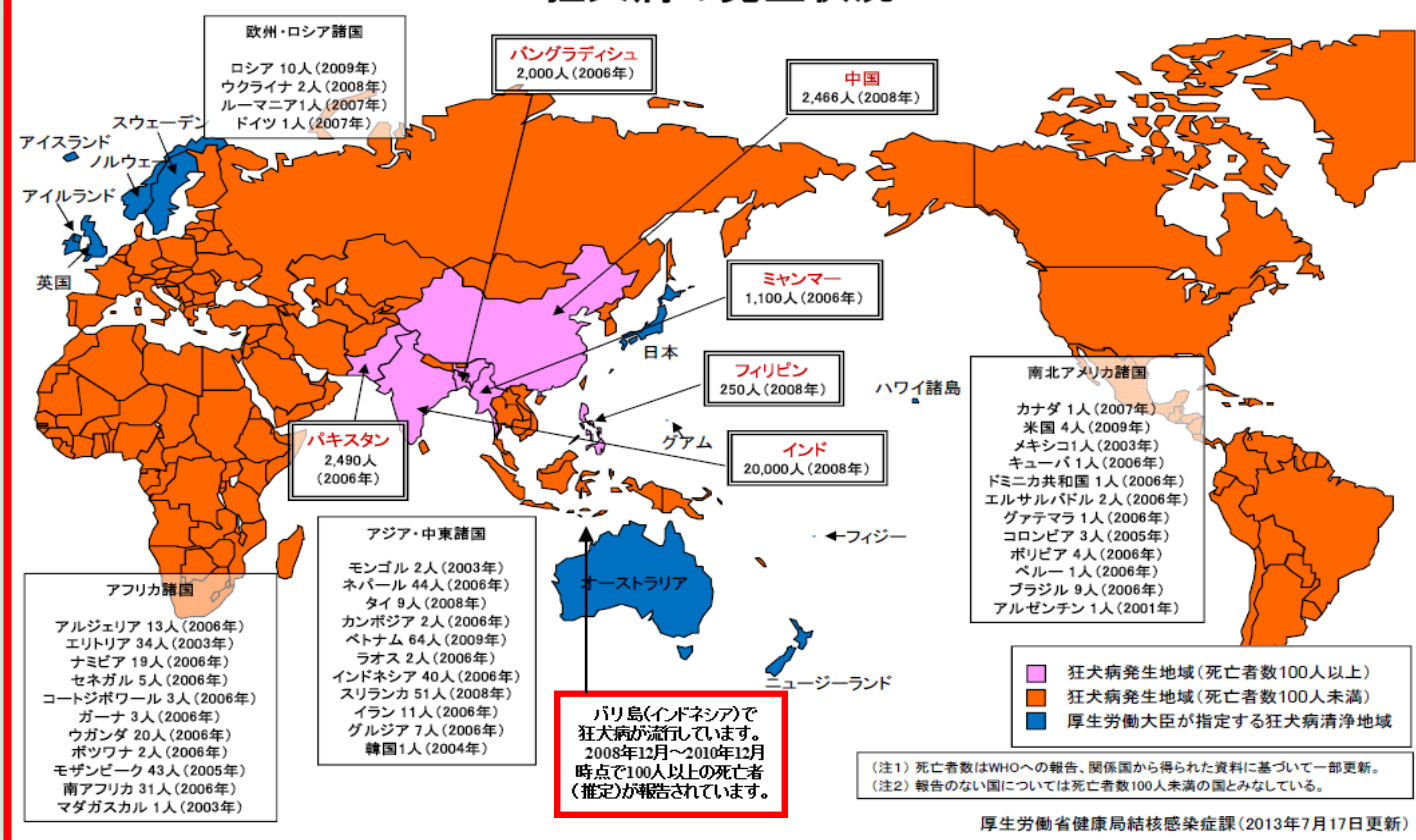 欧州・ロシア諸国
ロシア 10人(2009年)
ウクライナ 2人(2008年)
ルーマニア1人(2007年)
ドイツ 1人(2007年)
バングラディシュ
2,000人(2006年)
中国
2,466人(2008年)
スウェーデン
アイスランド
ノルウェー
アイルランド
英国
ミャンマー
1,100人(2006年)
日本
フィリピン
250人(2008年)
ハワイ諸島
グアム
パキスタン
2,490人
(2006年)
インド
20,000人(2008年)
南北アメリカ諸国
カナダ 1人(2007年)
米国 4人(2009年)
メキシコ1人(2003年)
キューバ 1人(2006年)
ドミニカ共和国 1人(2006年)
エルサルバドル 2人(2006年)
グァテマラ 1人(2006年)
コロンビア 3人(2005年)
ボリビア 4人(2006年)
ペルー 1人(2006年)
ブラジル 9人(2006年)
アルゼンチン 1人(2001年)
アジア・中東諸国
モンゴル 2人(2003年)
ネパール 44人(2006年)
タイ 9人(2008年)
カンボジア 2人(2006年)
ベトナム 64人(2009年)
ラオス 2人(2006年)
インドネシア 40人(2006年)
スリランカ 51人(2008年)
イラン 11人(2006年)
グルジア 7人(2006年)
韓国1人(2004年)
フィジー
オーストラリア
ニュージーランド
アフリカ諸国
アルジェリア 13人(2006年)
エリトリア 34人(2003年)
ナミビア 19人(2006年)
セネガル 5人(2006年)
コートジボワール 3人(2006年)
ガーナ 3人(2006年)
ウガンダ 20人(2006年)
ボツワナ 2人(2006年)
モザンビーク 43人(2005年)
南アフリカ 31人(2006年)
マダガスカル 1人(2003年)
バリ島(インドネシア)で
狂犬病が流行しています。
2008年12月～2010年12月
時点で100人以上の死亡者
(推定)が報告されています。
狂犬病発生地域(死亡者数100人以上)
狂犬病発生地域(死亡者数100人未満)
厚生労働大臣が指定する狂犬病清浄地域
(注1) 死亡者数はWHOへの報告、関係国から得られた資料に基づいて一部更新。
(注2) 報告のない国については死亡者数100人未満の国とみなしている。
厚生労働省健康局結核感染症課(2013年7月17日更新)